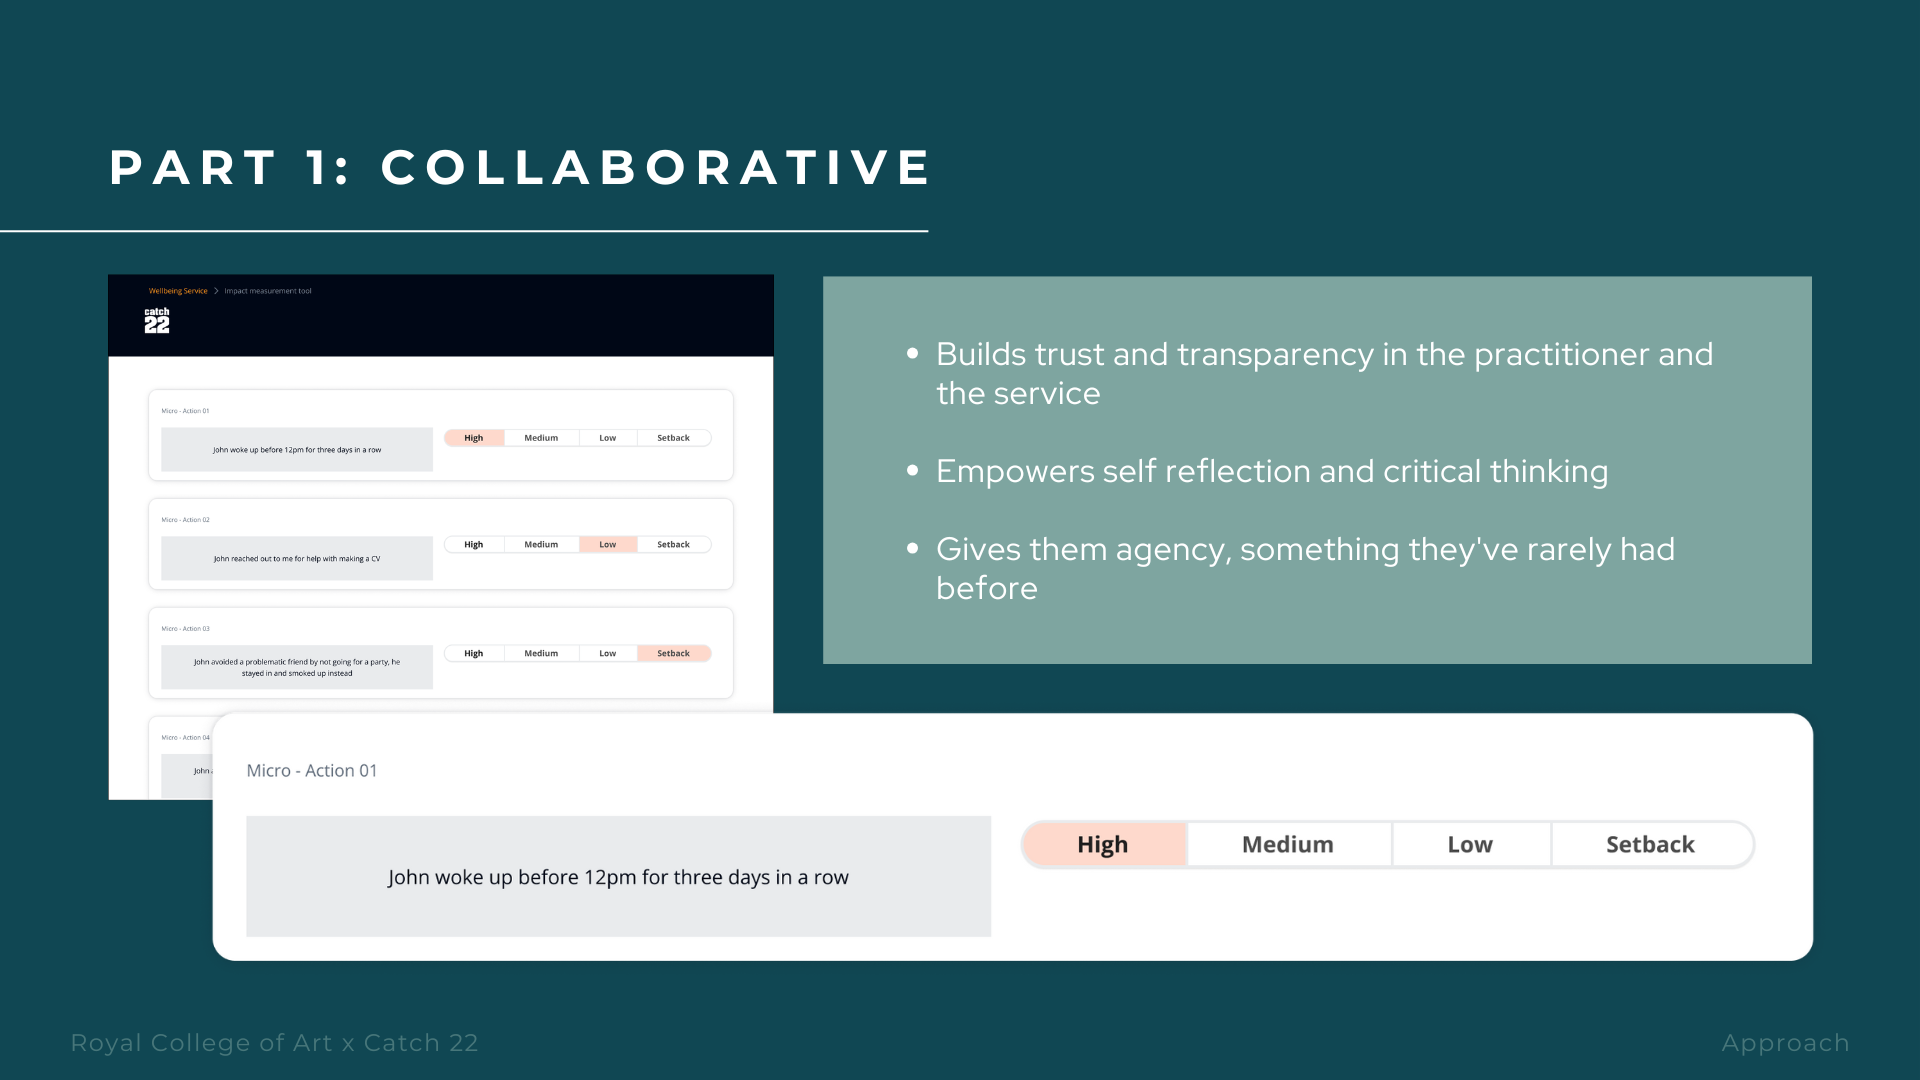 PART 1: COLLABORATIVE
Wellbeing Service > Impact measurement tool
catch
22
Micro - Action 01
John woke up before 12pm for three days in a row
High Medium Low Setback
Micro - Action 02
John reached out to me for help with making a CV
High Medium Low Setback
Micro - Action 03
John avoided a problematic friend by not going for a party, he
stayed in and smoked up instead
High Medium Low Setback
Micro - Action 04
John
• Builds trust and transparency in the practitioner and
the service
• Empowers self reflection and critical thinking
• Gives them agency, something they've rarely had
before
Micro - Action 01
John woke up before 12pm for three days in a row
High Medium Low Setback
Royal College of Art x Catch 22
Approach